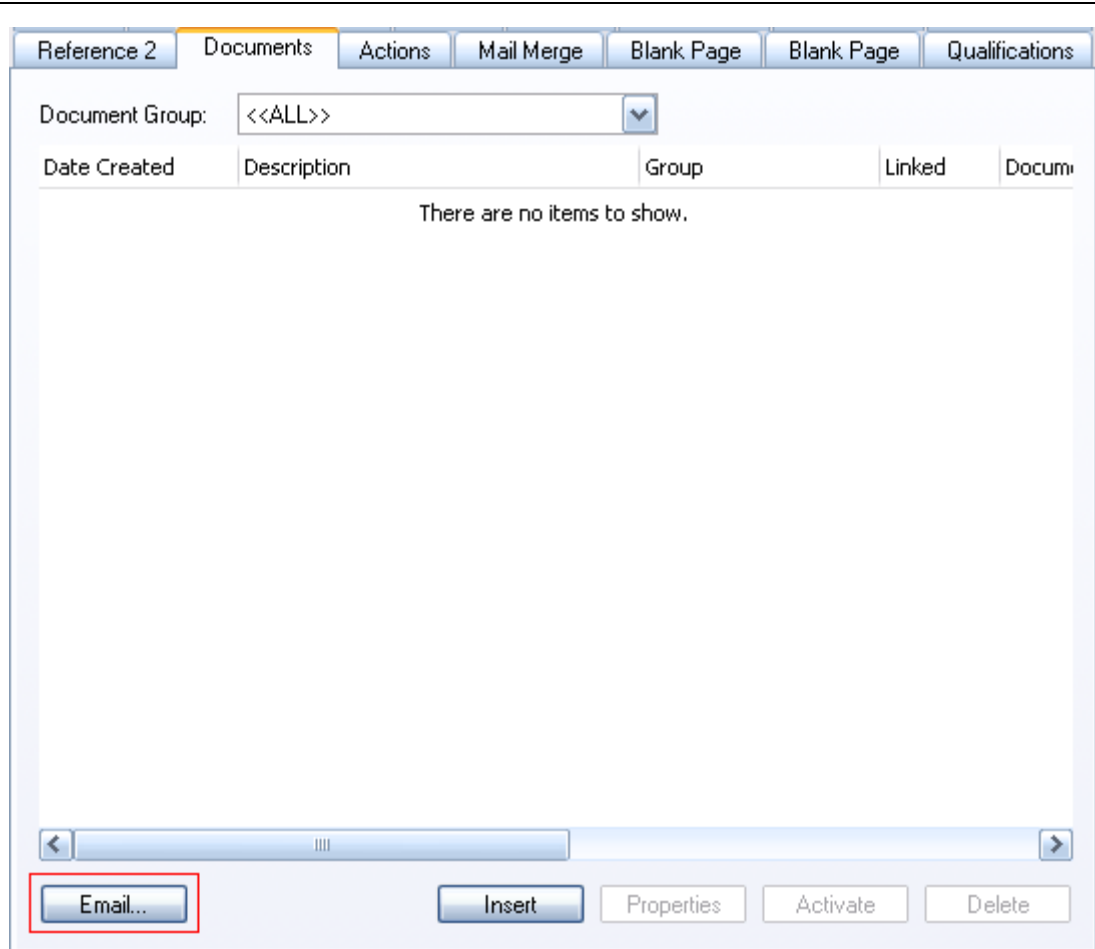 Reference 2 Documents Actions Mail Merge Blank Page Blank Page Qualifications
Document Group: <<ALL>>
Date Created Description Group Linked Docum
There are no items to show.
Email... Insert Properties Activate Delete